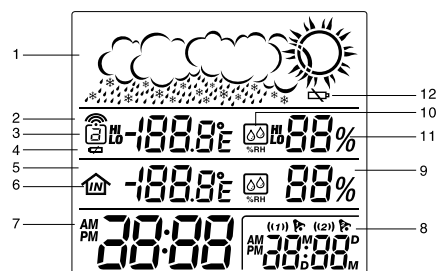 1
12
2
10
3 a HI LO -188.8°F %RH HI LO 88% 11
4
5
9
6 IN -188.8°F %RH 88%
7 AM PM 88:88
((1)) ((2))
AM PM 88:88 M D D M 8